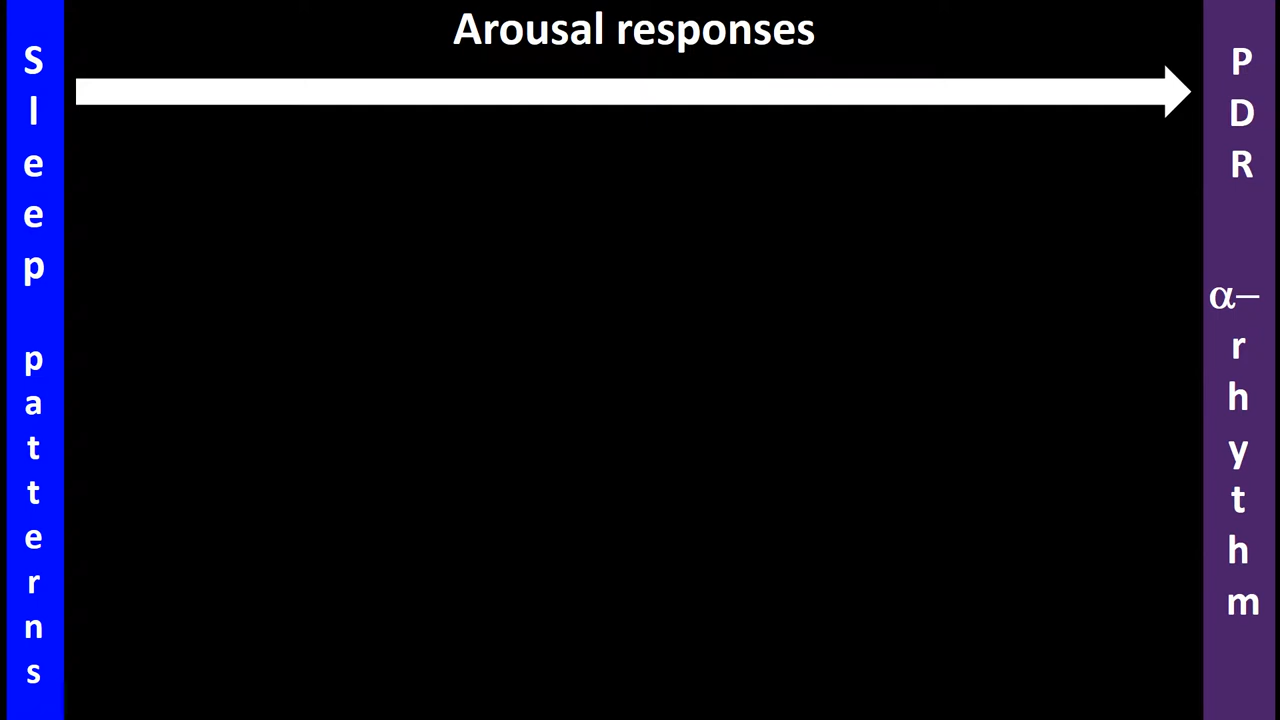 Arousal responses
Sleep patterns
PDR α–rhythm